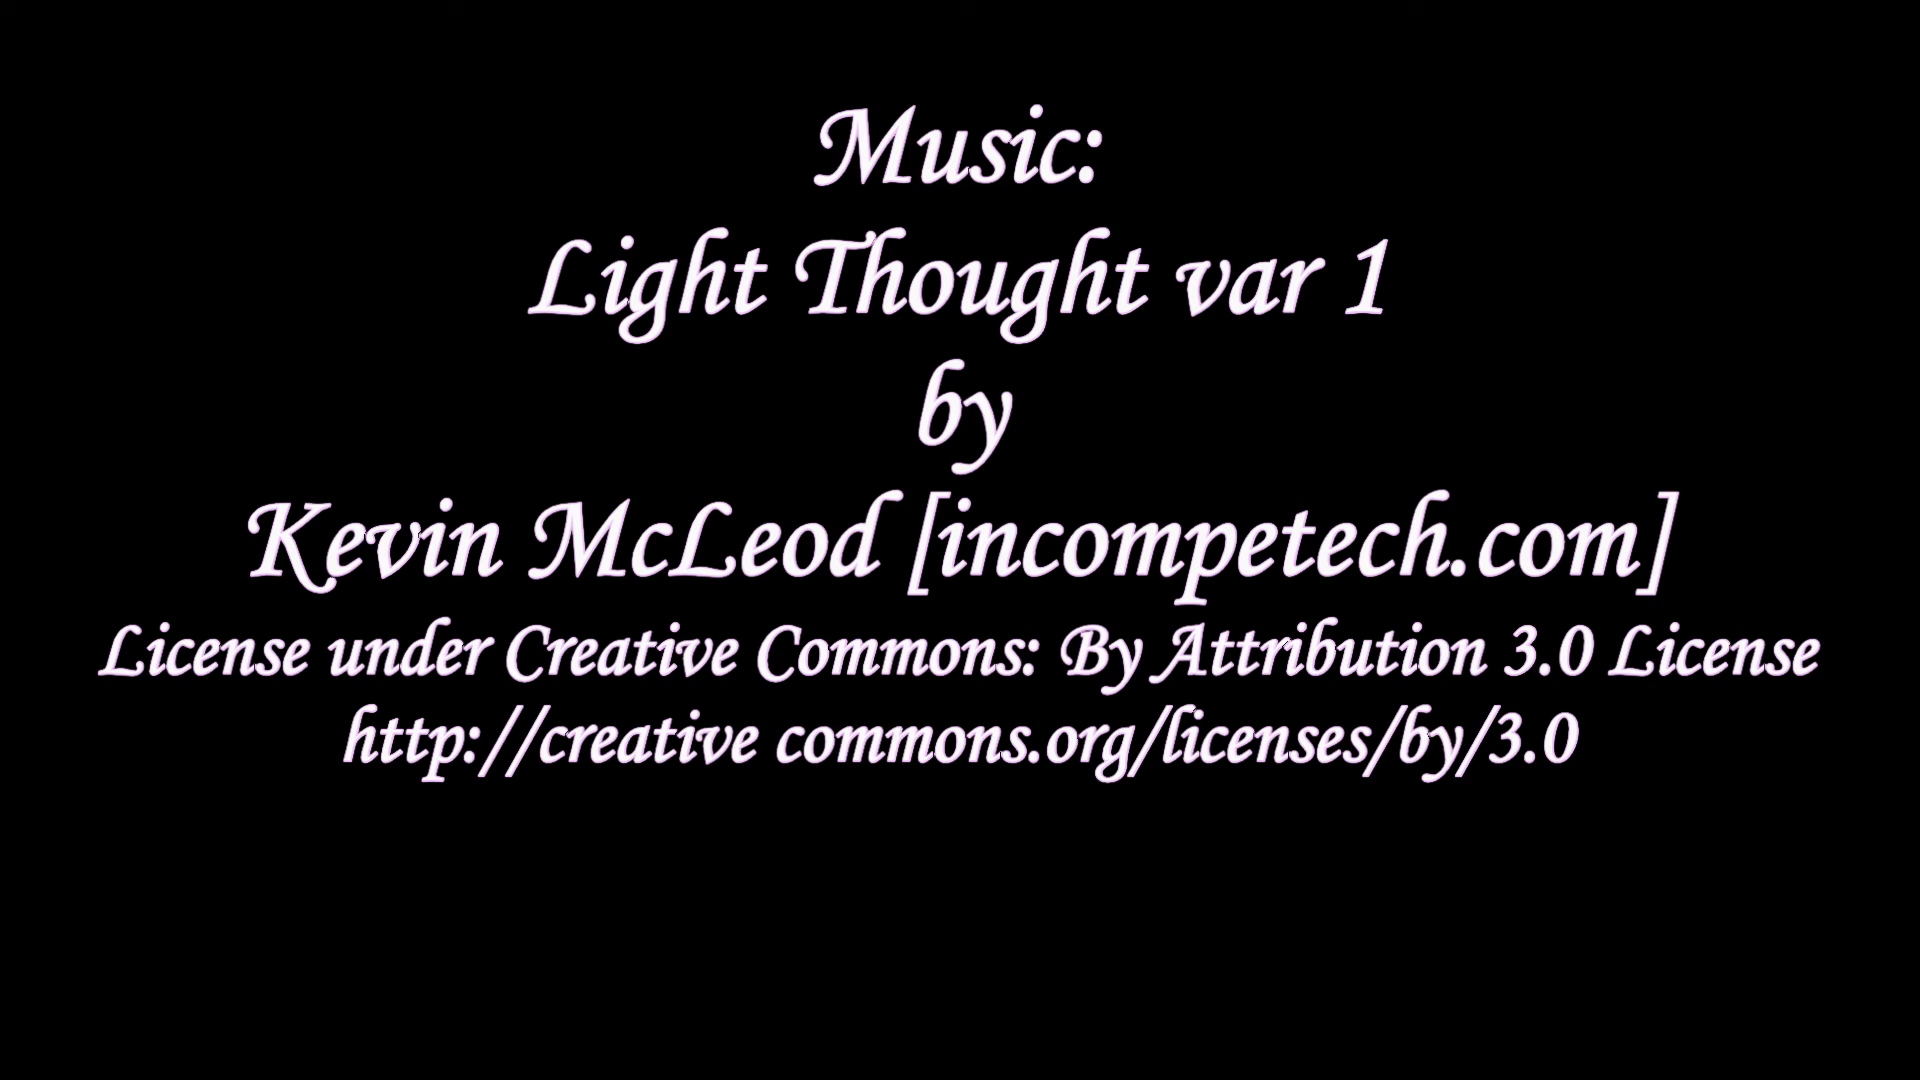 Music:
Light Thought var 1
by
Kevin McLeod [incompetech.com]
License under Creative Commons: By Attribution 3.0 License
http://creative commons.org/licenses/by/3.0